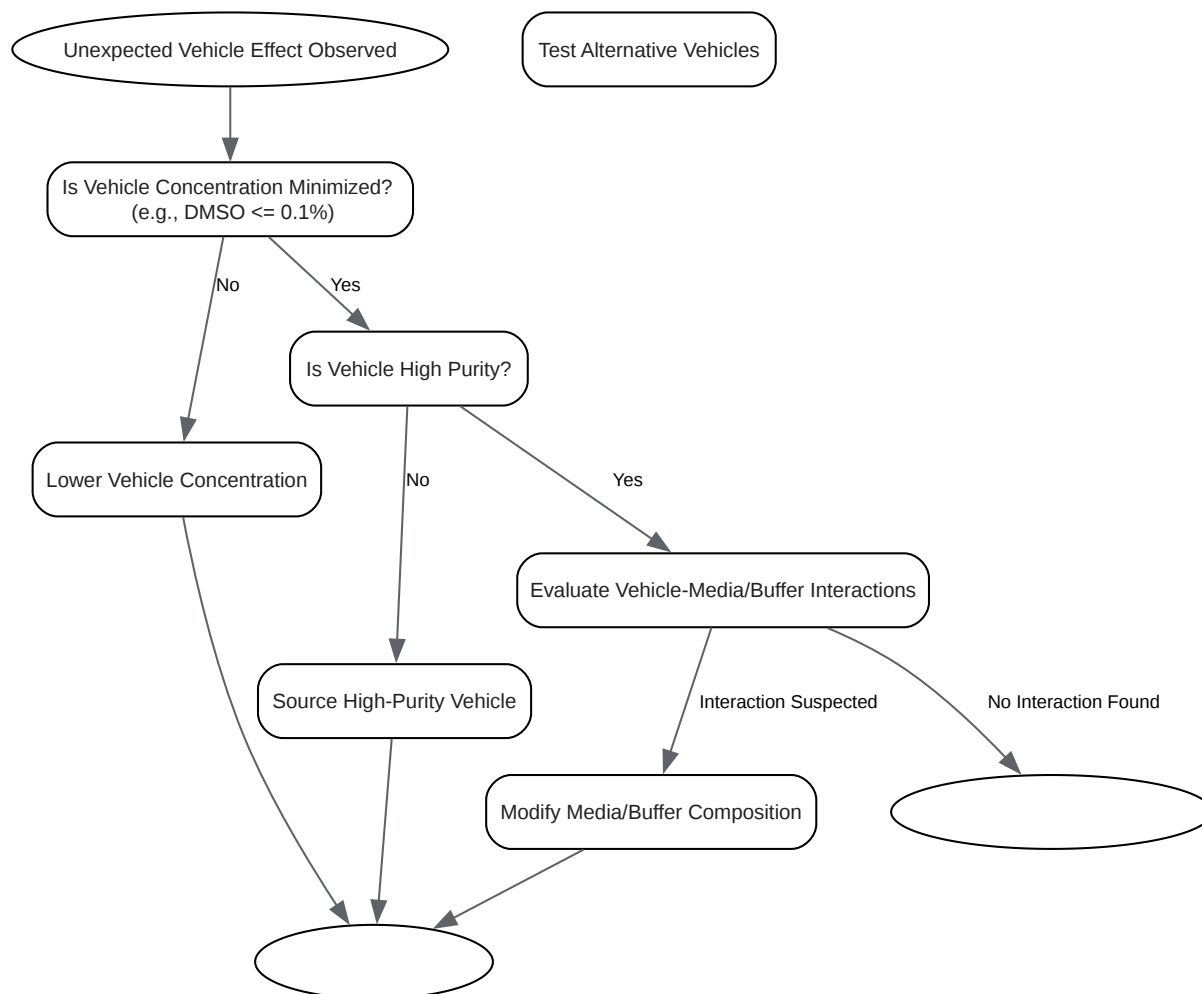 Unexpected Vehicle Effect Observed
Test Alternative Vehicles
Is Vehicle Concentration Minimized?
(e.g., DMSO <= 0.1%)
No
Yes
Is Vehicle High Purity?
Lower Vehicle Concentration
No
Yes
Evaluate Vehicle-Media/Buffer Interactions
Source High-Purity Vehicle
Interaction Suspected
No Interaction Found
Modify Media/Buffer Composition